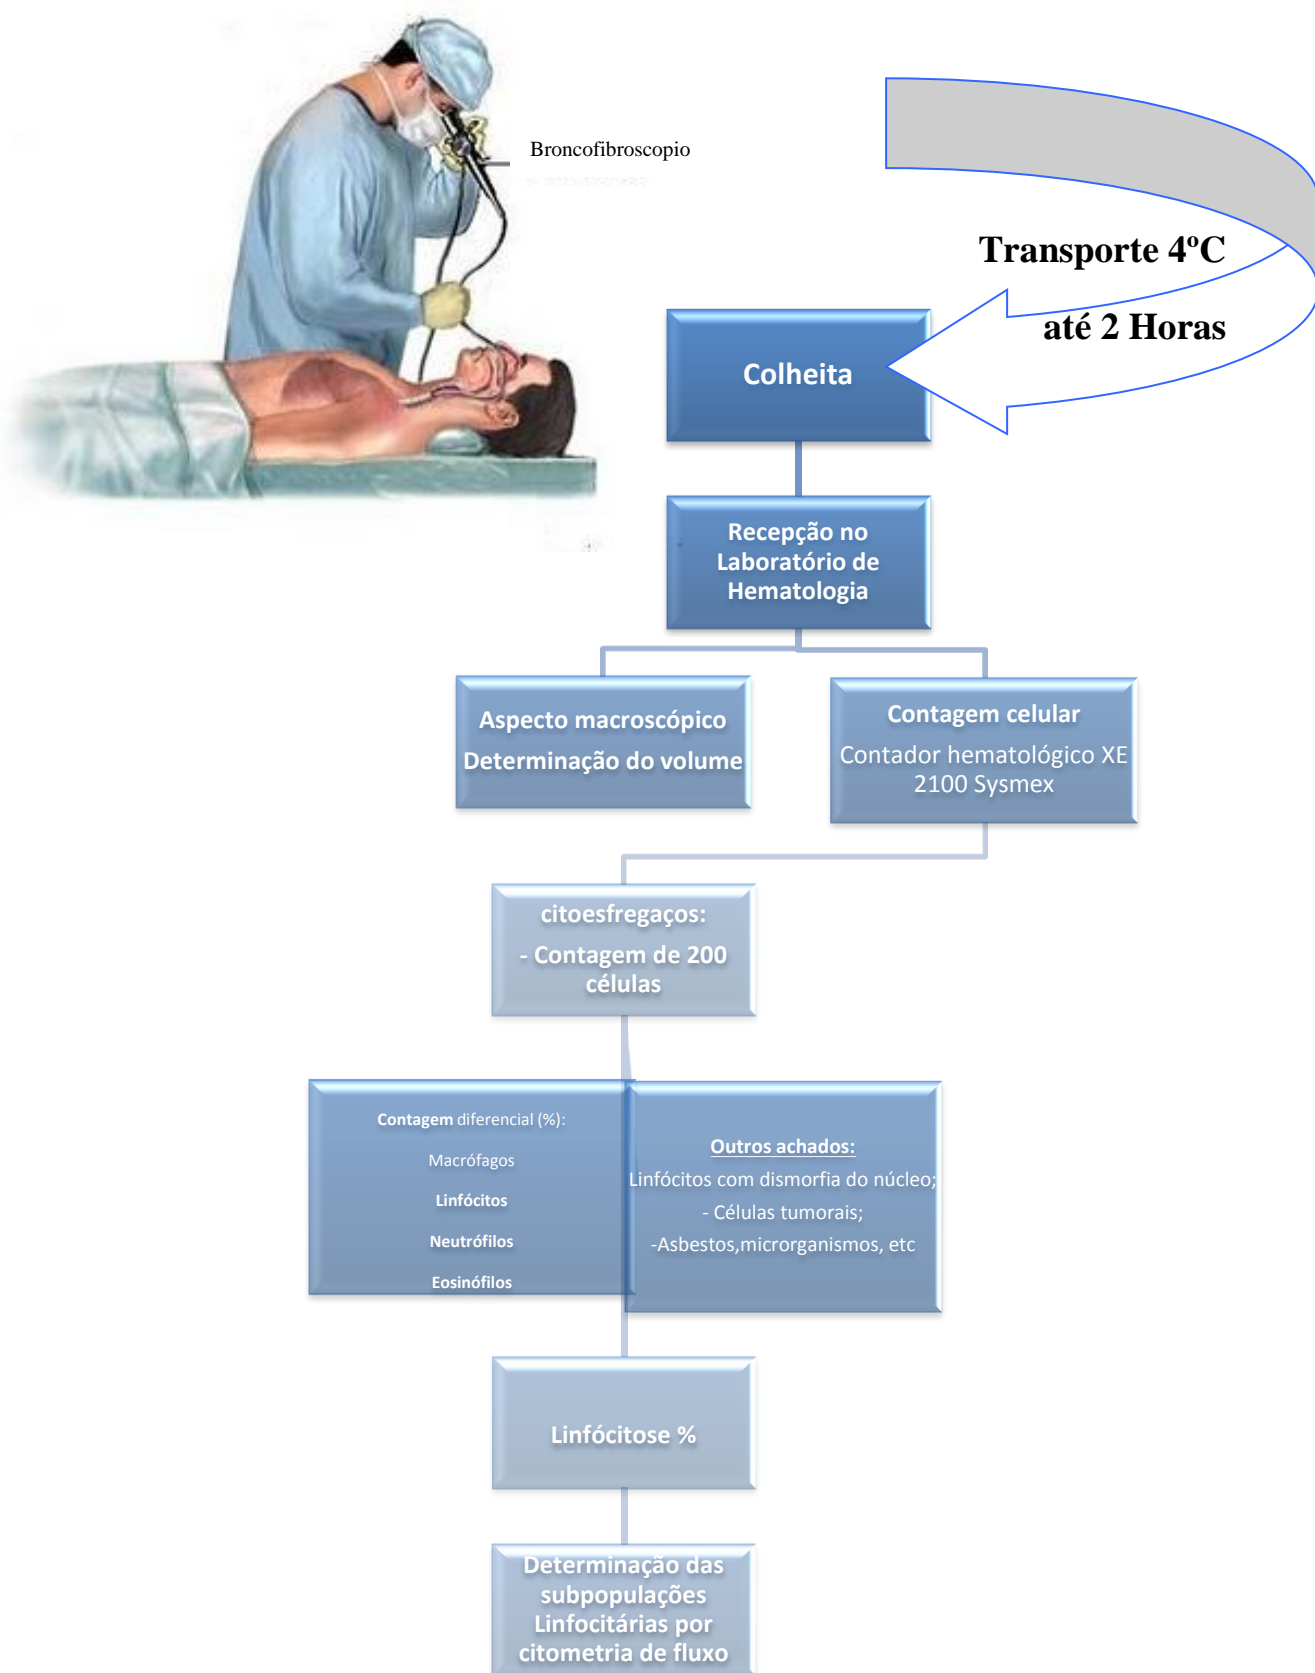 Broncofibroscopio
Transporte 4ºC
até 2 Horas
Colheita
Recepção no
Laboratório de
Hematologia
Aspecto macroscópico
Determinação do volume
Contagem celular
Contador hematológico XE
2100 Sysmex
citoesfregaços:
- Contagem de 200
células
Contagem diferencial (%):
Macrófagos
Linfócitos
Neutrófilos
Eosinófilos
Outros achados:
Linfócitos com dismorfia do núcleo;
- Células tumorais;
-Asbestos,microrganismos, etc
Linfócitose %
Determinação das
subpopulações
Linfocitárias por
citometria de fluxo